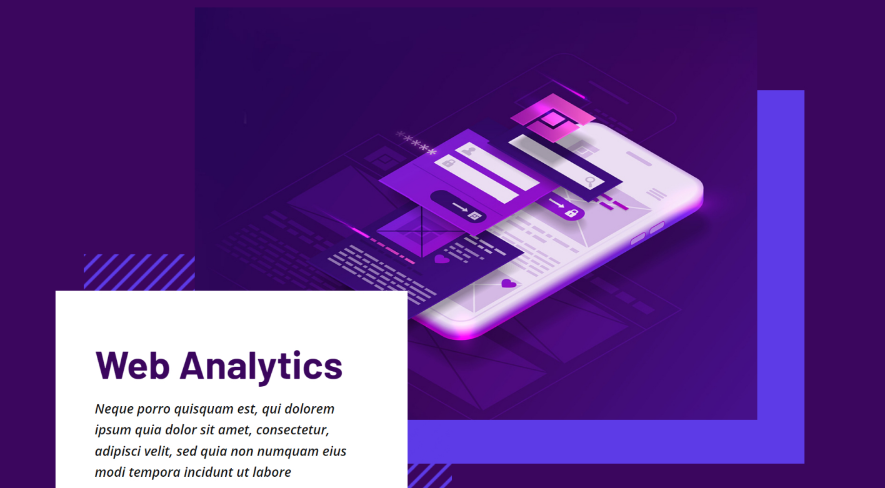 *****
Web Analytics
Neque porro quisquam est, qui dolorem
ipsum quia dolor sit amet, consectetur,
adipisci velit, sed quia non numquam eius
modi tempora incidunt ut labore